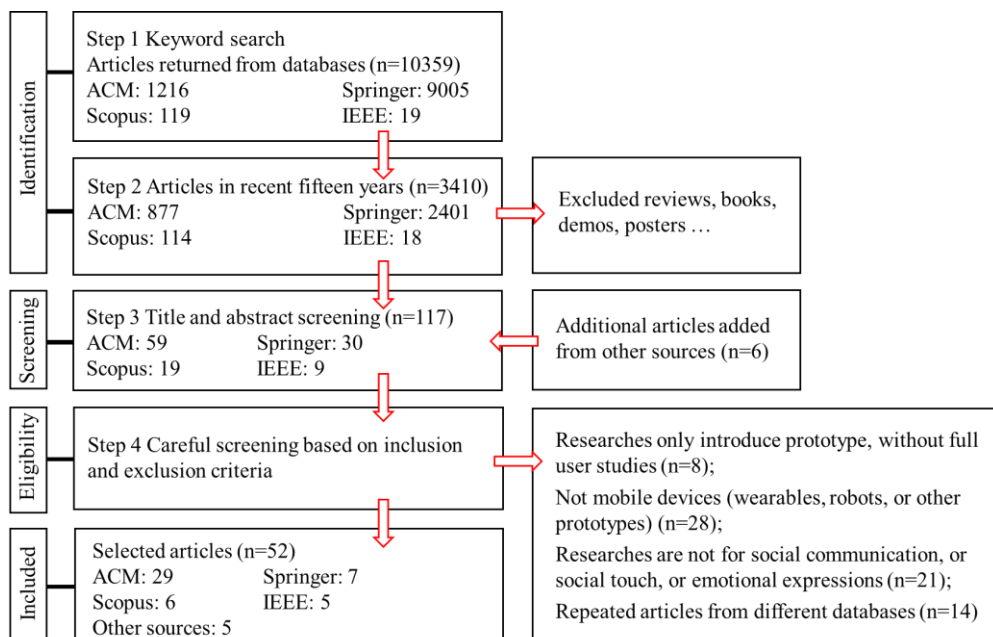 Identification
Step 1 Keyword search
Articles returned from databases (n=10359)
ACM: 1216 Springer: 9005
Scopus: 119 IEEE: 19
Step 2 Articles in recent fifteen years (n=3410)
ACM: 877 Springer: 2401
Scopus: 114 IEEE: 18
Excluded reviews, books,
demos, posters …
Screening
Step 3 Title and abstract screening (n=117)
ACM: 59 Springer: 30
Scopus: 19 IEEE: 9
Additional articles added
from other sources (n=6)
Eligibility
Step 4 Careful screening based on inclusion
and exclusion criteria
Researches only introduce prototype, without full
user studies (n=8);
Not mobile devices (wearables, robots, or other
prototypes) (n=28);
Researches are not for social communication, or
social touch, or emotional expressions (n=21);
Repeated articles from different databases (n=14)
Included
Selected articles (n=52)
ACM: 29 Springer: 7
Scopus: 6 IEEE: 5
Other sources: 5